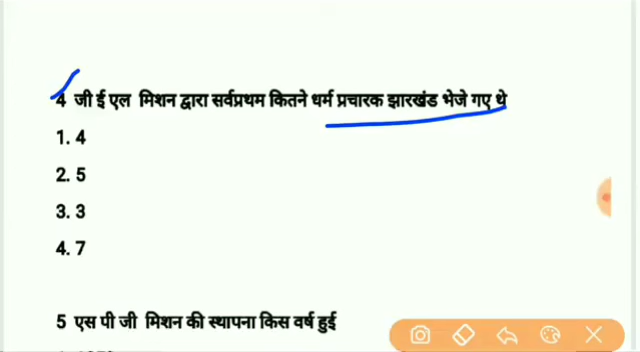 4 जी ई एल मिशन द्वारा सर्वप्रथम कितने धर्म प्रचारक झारखंड भेजे गए थे
1. 4
2. 5
3. 3
4. 7
5 एस पी जी मिशन की स्थापना किस वर्ष हुई